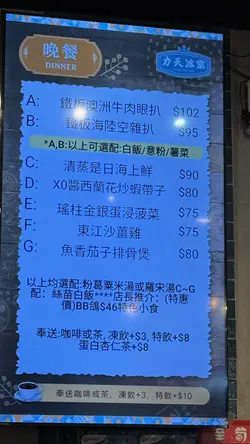 晚餐
DINNER
力天冰室
A: 鐵板澳洲牛肉眼扒 $102
B: 鐵板海陸空雜扒 $95
*A,B:以上可選配:白飯/意粉/薯菜
C: 清蒸是日海上鮮 $90
D: XO醬西蘭花炒蝦帶子 $80
E: 瑤柱金銀蛋浸菠菜 $75
F: 東江沙薑雞 $75
G: 魚香茄子排骨煲 $80
以上均選配:粉葛粟米湯或羅宋湯C~G
配：絲苗白飯****店長推介：(特惠
價)BB鴿$46特色小食
奉送:咖啡或茶, 凍飲+$3, 特飲+$8
蛋白杏仁茶+$8
奉送咖啡或茶, 凍飲+3, 特飲+$10